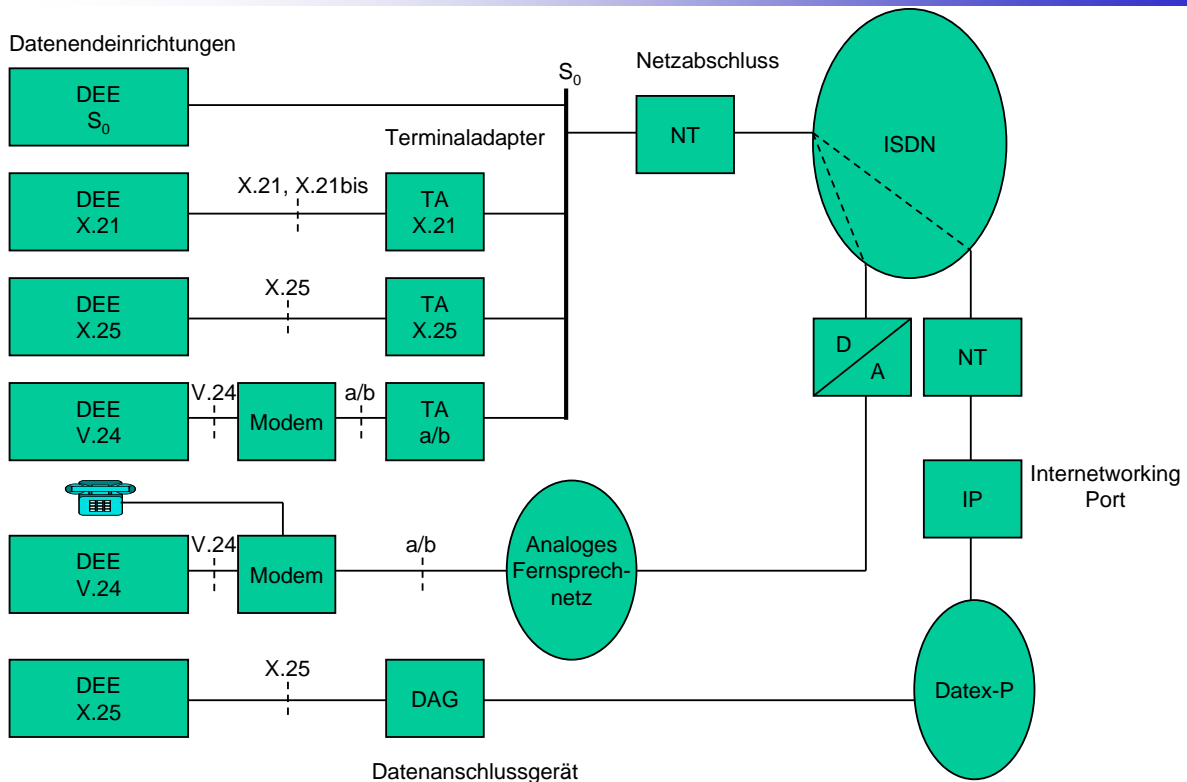 Datenendeinrichtungen
DEE
S₀
S₀
Netzabschluss
NT
ISDN
Terminaladapter
DEE
X.21
X.21, X.21bis
TA
X.21
DEE
X.25
X.25
TA
X.25
D
A
NT
DEE
V.24
V.24
Modem
a/b
TA
a/b
IP
Internetworking
Port
DEE
V.24
V.24
Modem
a/b
Analoges
Fernsprech-
netz
DEE
X.25
X.25
DAG
Datex-P
Datenanschlussgerät